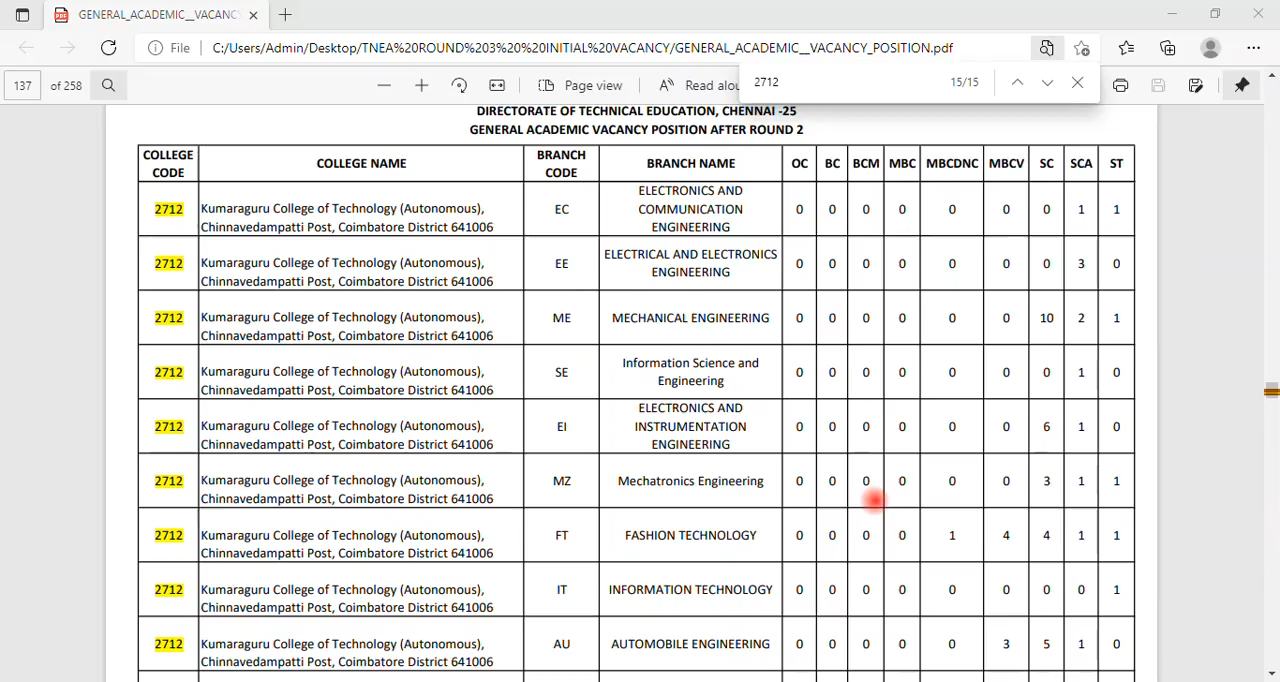 GENERAL_ACADEMIC__VACANCY
File C:/Users/Admin/Desktop/TNEA%20ROUND%203%20%20INITIAL%20VACANCY/GENERAL_ACADEMIC__VACANCY_POSITION.pdf
137 of 258 Page view Read alou 2712 15/15
DIRECTORATE OF TECHNICAL EDUCATION, CHENNAI -25
GENERAL ACADEMIC VACANCY POSITION AFTER ROUND 2
COLLEGE CODE COLLEGE NAME BRANCH CODE BRANCH NAME OC BC BCM MBC MBCDNC MBCV SC SCA ST
2712 Kumaraguru College of Technology (Autonomous), Chinnavedampatti Post, Coimbatore District 641006 EC ELECTRONICS AND COMMUNICATION ENGINEERING 0 0 0 0 0 0 0 1 1
2712 Kumaraguru College of Technology (Autonomous), Chinnavedampatti Post, Coimbatore District 641006 EE ELECTRICAL AND ELECTRONICS ENGINEERING 0 0 0 0 0 0 0 3 0
2712 Kumaraguru College of Technology (Autonomous), Chinnavedampatti Post, Coimbatore District 641006 ME MECHANICAL ENGINEERING 0 0 0 0 0 0 10 2 1
2712 Kumaraguru College of Technology (Autonomous), Chinnavedampatti Post, Coimbatore District 641006 SE Information Science and Engineering 0 0 0 0 0 0 0 1 0
2712 Kumaraguru College of Technology (Autonomous), Chinnavedampatti Post, Coimbatore District 641006 EI ELECTRONICS AND INSTRUMENTATION ENGINEERING 0 0 0 0 0 0 6 1 0
2712 Kumaraguru College of Technology (Autonomous), Chinnavedampatti Post, Coimbatore District 641006 MZ Mechatronics Engineering 0 0 0 0 0 0 3 1 1
2712 Kumaraguru College of Technology (Autonomous), Chinnavedampatti Post, Coimbatore District 641006 FT FASHION TECHNOLOGY 0 0 0 0 1 4 4 1 1
2712 Kumaraguru College of Technology (Autonomous), Chinnavedampatti Post, Coimbatore District 641006 IT INFORMATION TECHNOLOGY 0 0 0 0 0 0 0 0 1
2712 Kumaraguru College of Technology (Autonomous), Chinnavedampatti Post, Coimbatore District 641006 AU AUTOMOBILE ENGINEERING 0 0 0 0 0 3 5 1 0